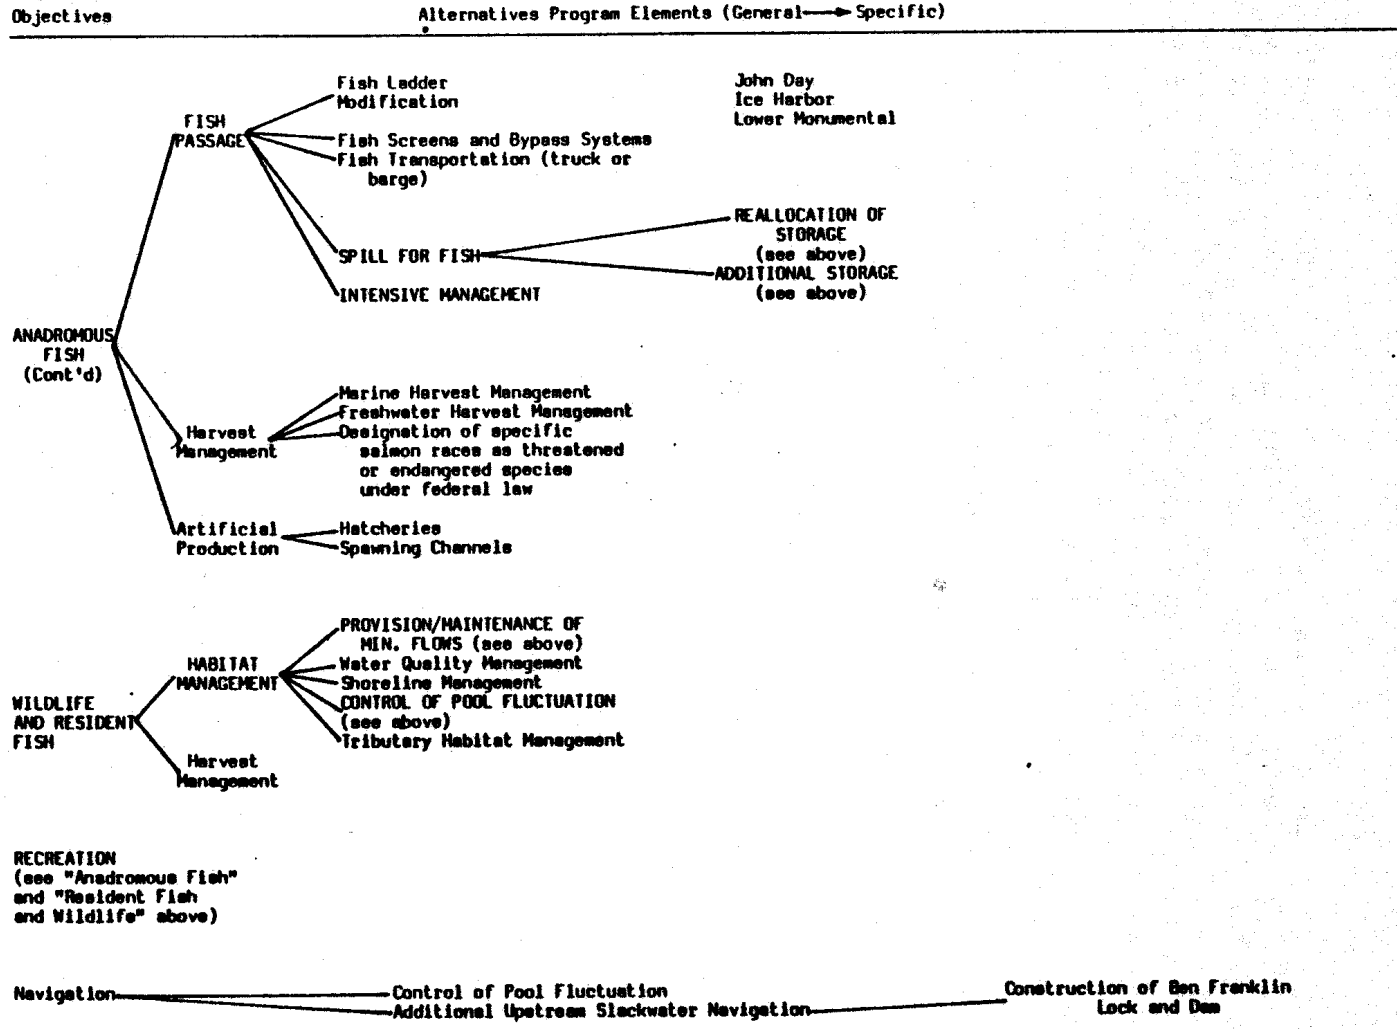 Objectives
Alternatives Program Elements (General → Specific)
FISH
PASSAGE
Fish Ladder
Modification
John Day
Ice Harbor
Lower Monumental
Fish Screens and Bypass Systems
Fish Transportation (truck or
barge)
SPILL FOR FISH
REALLOCATION OF
STORAGE
(see above)
ADDITIONAL STORAGE
(see above)
INTENSIVE MANAGEMENT
ANADROMOUS
FISH
(Cont'd)
Harvest
Management
Marine Harvest Management
Freshwater Harvest Management
Designation of specific
salmon races as threatened
or endangered species
under federal law
Artificial
Production
Hatcheries
Spawning Channels
WILDLIFE
AND RESIDENT
FISH
HABITAT
MANAGEMENT
PROVISION/MAINTENANCE OF
MIN. FLOWS (see above)
Water Quality Management
Shoreline Management
CONTROL OF POOL FLUCTUATION
(see above)
Tributary Habitat Management
Harvest
Management
RECREATION
(see "Anadromous Fish"
and "Resident Fish
and Wildlife" above)
Navigation
Control of Pool Fluctuation
Additional Upstream Slackwater Navigation
Construction of Ben Franklin
Lock and Dam